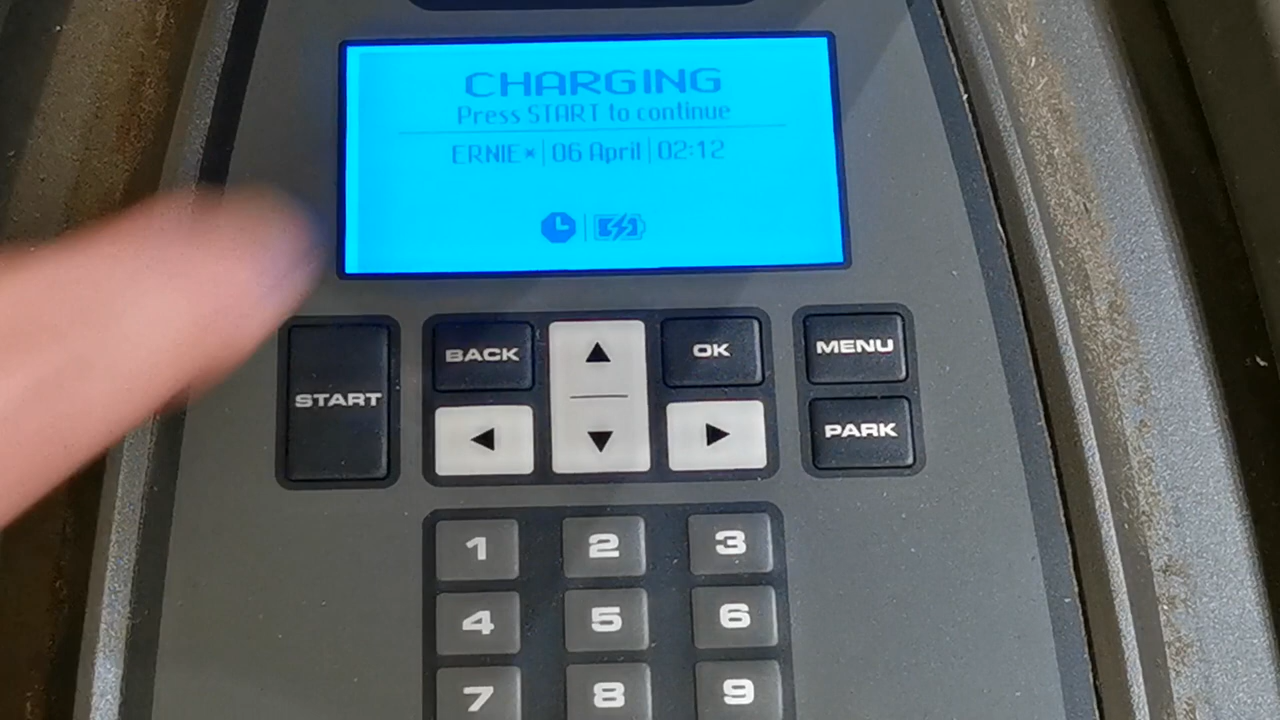 CHARGING
Press START to continue
ERNIE* | 06 April | 02:12
START
BACK
OK
MENU
PARK
1 2 3
4 5 6
7 8 9